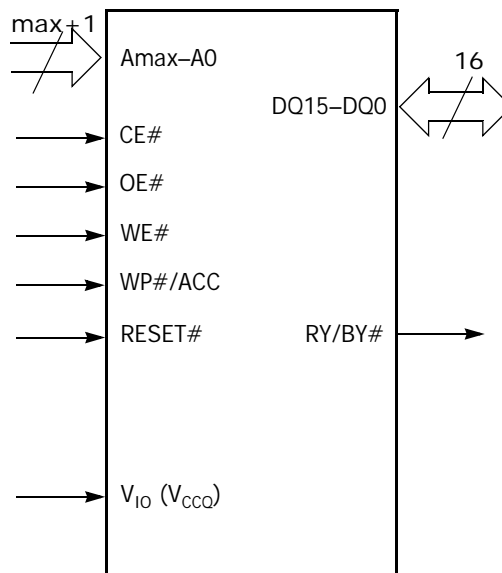 max+1
Amax–A0
16
DQ15–DQ0
CE#
OE#
WE#
WP#/ACC
RESET#
RY/BY#
VIO (VCCQ)